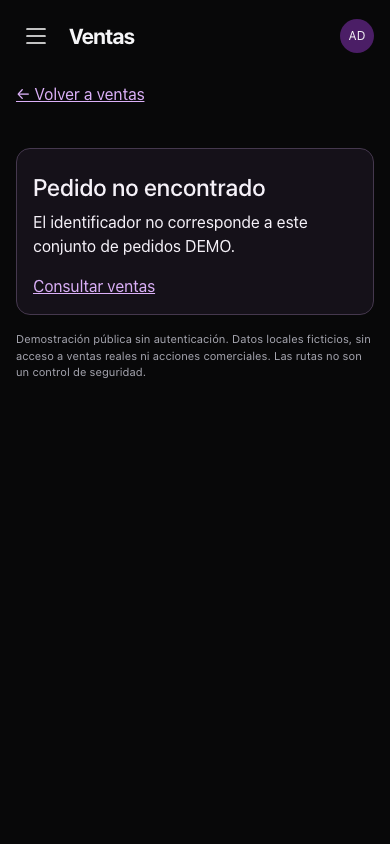 Ventas
AD
← Volver a ventas
Pedido no encontrado
El identificador no corresponde a este
conjunto de pedidos DEMO.
Consultar ventas
Demostración pública sin autenticación. Datos locales ficticios, sin
acceso a ventas reales ni acciones comerciales. Las rutas no son
un control de seguridad.